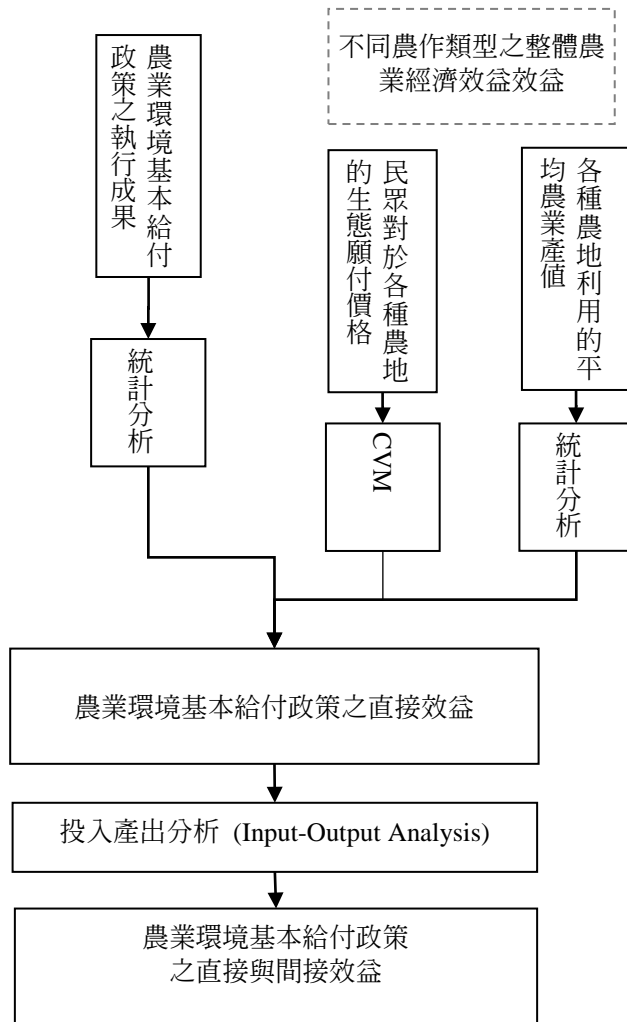 不同農作類型之整體農
業經濟效益效益
農業環境基本給付
政策之執行成果
民眾對於各種農地
的生態願付價格
各種農地利用的平
均農業產值
統計分析
CVM
統計分析
農業環境基本給付政策之直接效益
投入產出分析 (Input-Output Analysis)
農業環境基本給付政策
之直接與間接效益